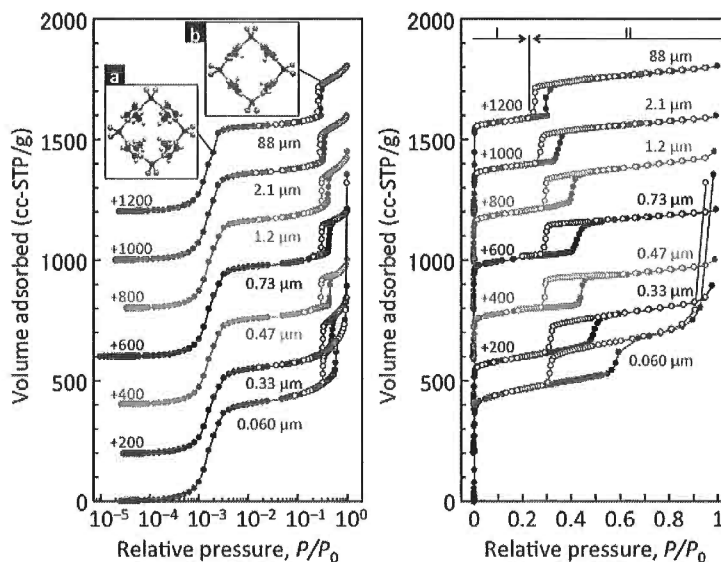 2000
1500
1000
500
0
Volume adsorbed (cc-STP/g)
a
b
88 µm
2.1 µm
1.2 µm
0.73 µm
0.47 µm
0.33 µm
0.060 µm
+1200
+1000
+800
+600
+400
+200
10⁻⁵ 10⁻⁴ 10⁻³ 10⁻² 10⁻¹ 10⁰
Relative pressure, P/P₀
2000
1500
1000
500
0
Volume adsorbed (cc-STP/g)
I II
88 µm
2.1 µm
1.2 µm
0.73 µm
0.47 µm
0.33 µm
0.060 µm
+1200
+1000
+800
+600
+400
+200
0 0.2 0.4 0.6 0.8 1
Relative pressure, P/P₀